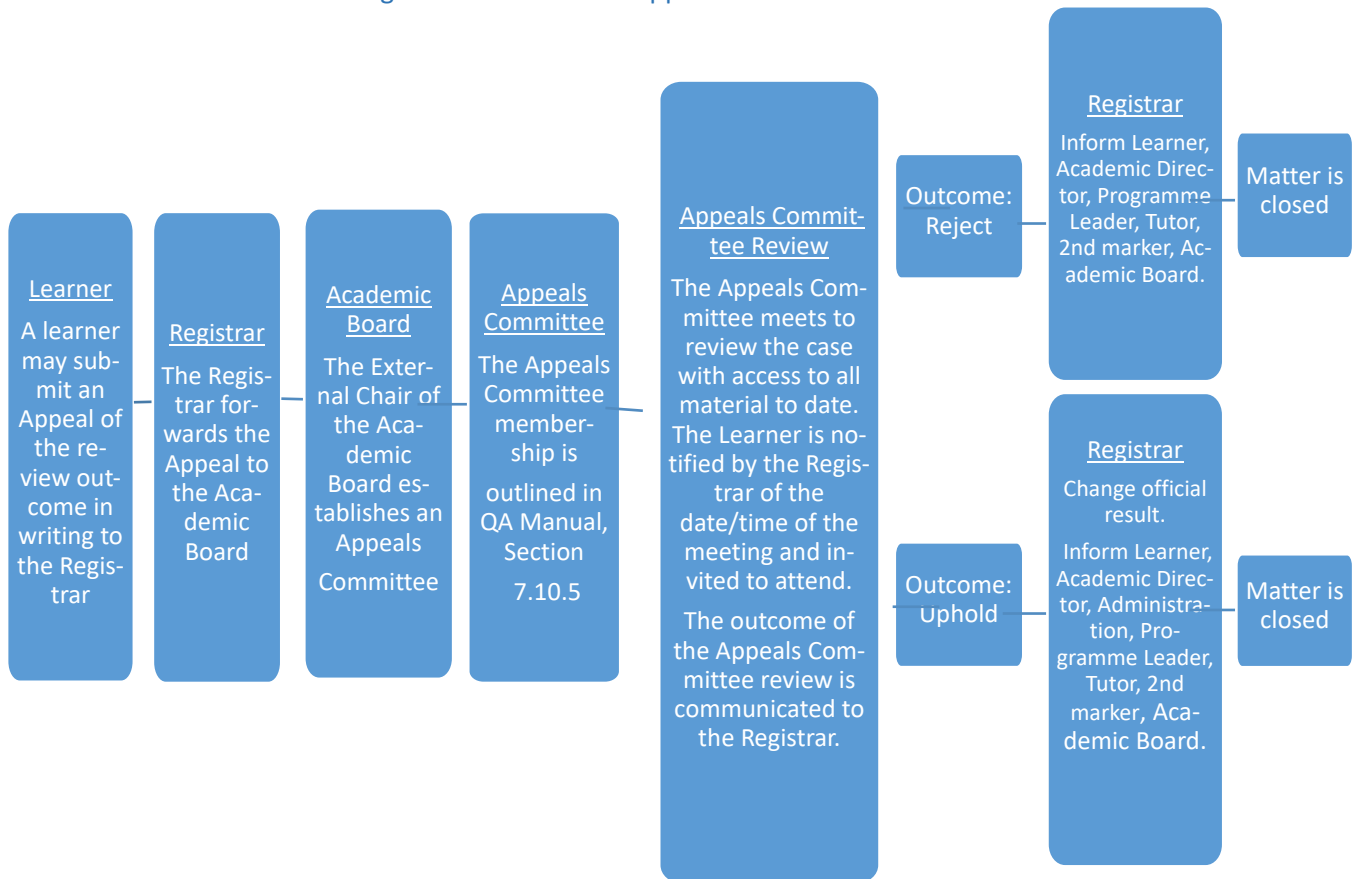 Learner
A learner
may sub-
mit an
Appeal of
the re-
view out-
come in
writing to
the Regis-
trar
Registrar
The Regis-
trar for-
wards the
Appeal to
the Aca-
demic
Board
Academic
Board
The Exter-
nal Chair of
the Aca-
demic
Board es-
tablishes an
Appeals
Committee
Appeals
Committee
The Appeals
Committee
member-
ship is
outlined in
QA Manual,
Section
7.10.5
Appeals Commit-
tee Review
The Appeals Com-
mittee meets to
review the case
with access to all
material to date.
The Learner is no-
tified by the Regis-
trar of the
date/time of the
meeting and in-
vited to attend.
The outcome of
the Appeals Com-
mittee review is
communicated to
the Registrar.
Outcome:
Reject
Registrar
Inform Learner,
Academic Direc-
tor, Programme
Leader, Tutor,
2nd marker, Ac-
ademic Board.
Matter is
closed
Outcome:
Uphold
Registrar
Change official
result.
Inform Learner,
Academic Direc-
tor, Administra-
tion, Pro-
gramme Leader,
Tutor, 2nd
marker, Aca-
demic Board.
Matter is
closed